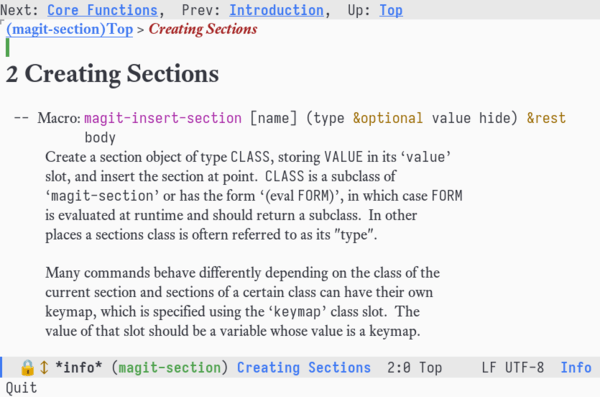 Next: Core Functions,  Prev: Introduction,  Up: Top
(magit-section)Top > Creating Sections
2 Creating Sections
-- Macro: magit-insert-section [name] (type &optional value hide) &rest
body
Create a section object of type CLASS, storing VALUE in its ‘value’
slot, and insert the section at point.  CLASS is a subclass of
‘magit-section’ or has the form ‘(eval FORM)’, in which case FORM
is evaluated at runtime and should return a subclass.  In other
places a sections class is oftern referred to as its "type".
Many commands behave differently depending on the class of the
current section and sections of a certain class can have their own
keymap, which is specified using the ‘keymap’ class slot.  The
value of that slot should be a variable whose value is a keymap.
*info* (magit-section) Creating Sections  2:0 Top  LF UTF-8  Info
Quit